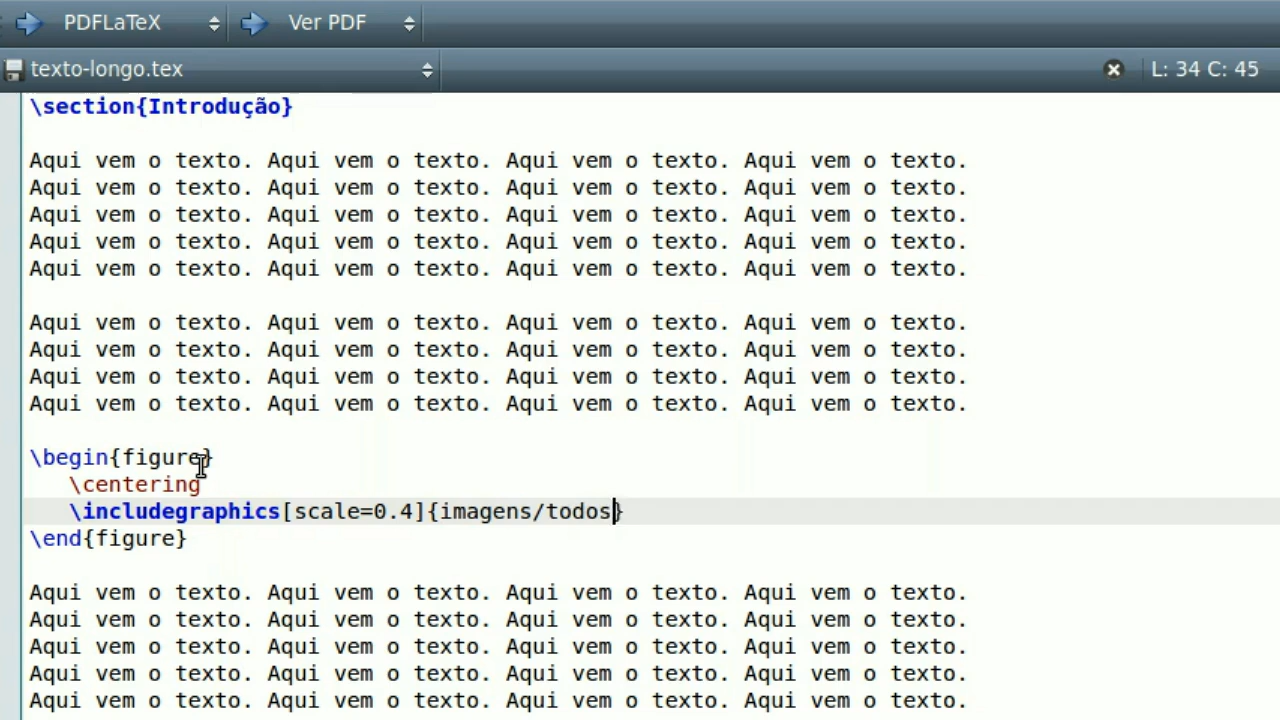 PDFLaTeX Ver PDF
texto-longo.tex L: 34 C: 45
\section{Introdução}
Aqui vem o texto. Aqui vem o texto. Aqui vem o texto. Aqui vem o texto.
Aqui vem o texto. Aqui vem o texto. Aqui vem o texto. Aqui vem o texto.
Aqui vem o texto. Aqui vem o texto. Aqui vem o texto. Aqui vem o texto.
Aqui vem o texto. Aqui vem o texto. Aqui vem o texto. Aqui vem o texto.
Aqui vem o texto. Aqui vem o texto. Aqui vem o texto. Aqui vem o texto.
Aqui vem o texto. Aqui vem o texto. Aqui vem o texto. Aqui vem o texto.
Aqui vem o texto. Aqui vem o texto. Aqui vem o texto. Aqui vem o texto.
Aqui vem o texto. Aqui vem o texto. Aqui vem o texto. Aqui vem o texto.
Aqui vem o texto. Aqui vem o texto. Aqui vem o texto. Aqui vem o texto.
\begin{figure}
\centering
\includegraphics[scale=0.4]{imagens/todos}
\end{figure}
Aqui vem o texto. Aqui vem o texto. Aqui vem o texto. Aqui vem o texto.
Aqui vem o texto. Aqui vem o texto. Aqui vem o texto. Aqui vem o texto.
Aqui vem o texto. Aqui vem o texto. Aqui vem o texto. Aqui vem o texto.
Aqui vem o texto. Aqui vem o texto. Aqui vem o texto. Aqui vem o texto.
Aqui vem o texto. Aqui vem o texto. Aqui vem o texto. Aqui vem o texto.